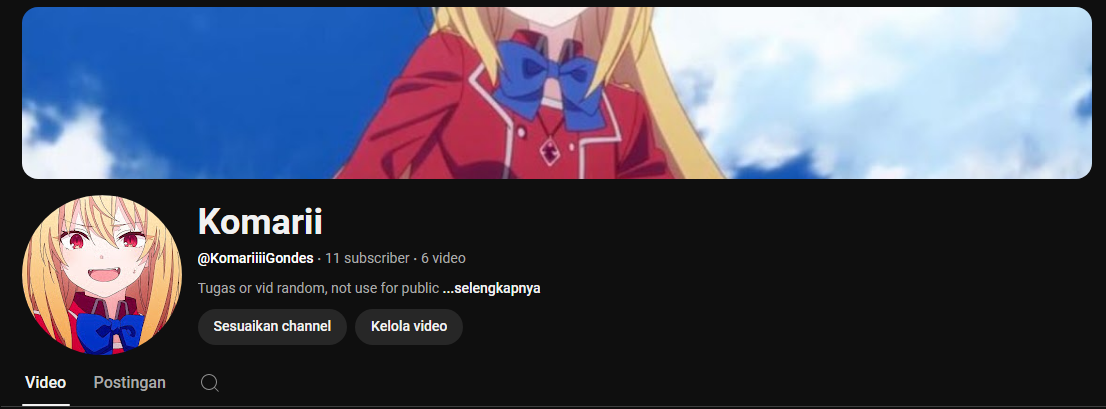 Komarii
@KomariiiiGondes · 11 subscriber · 6 video
Tugas or vid random, not use for public ...selengkapnya
Sesuaikan channel Kelola video
Video Postingan